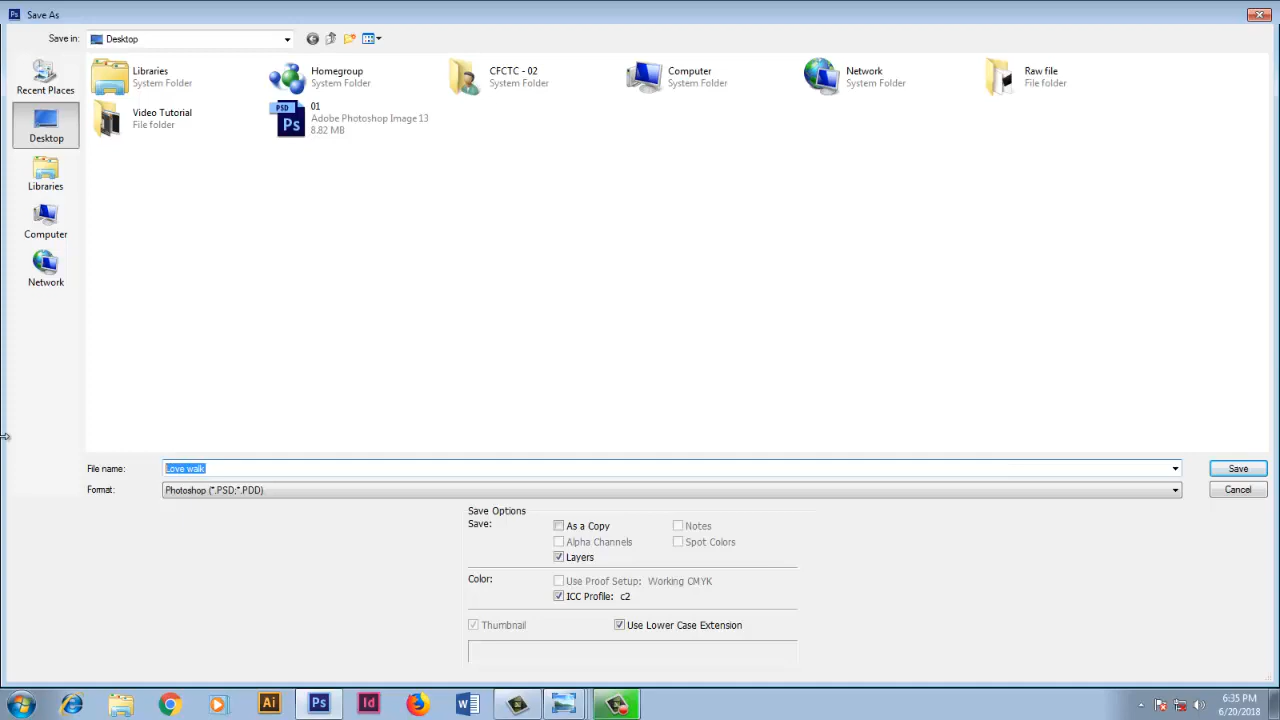 Save As
Save in: Desktop
Recent Places
Desktop
Libraries
Computer
Network
Libraries
System Folder
Homegroup
System Folder
CFCTC - 02
System Folder
Computer
System Folder
Network
System Folder
Raw file
File folder
Video Tutorial
File folder
PSD
Ps
01
Adobe Photoshop Image 13
8.82 MB
File name: Love walk
Save
Format: Photoshop (*.PSD;*.PDD)
Cancel
Save Options
Save:
As a Copy
Notes
Alpha Channels
Spot Colors
Layers
Color:
Use Proof Setup: Working CMYK
ICC Profile: c2
Thumbnail
Use Lower Case Extension
Ai
Ps
Id
6:35 PM
6/20/2018